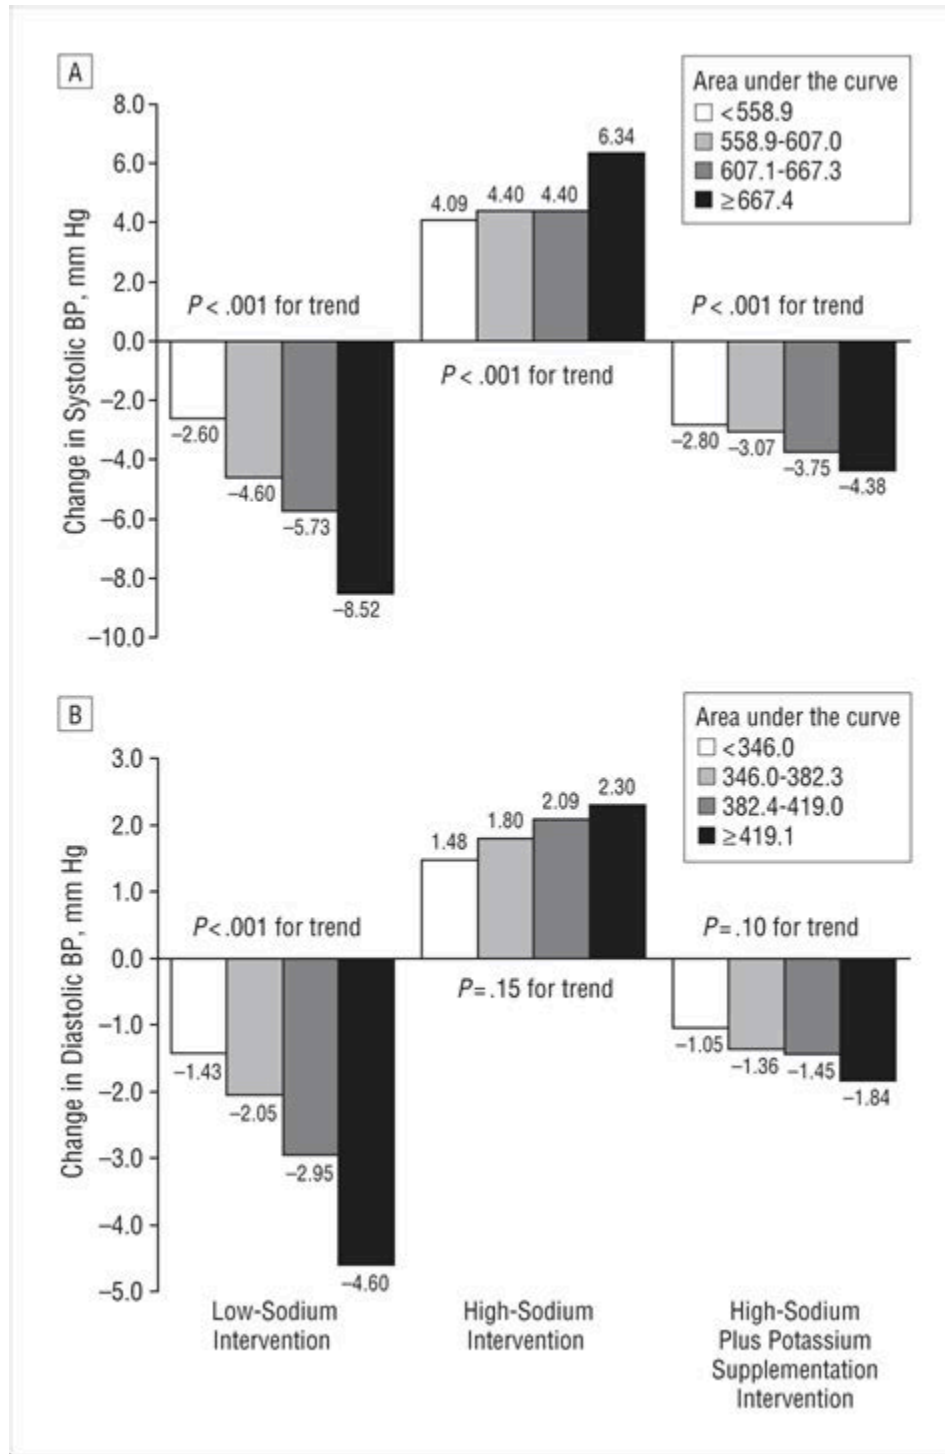 A
Area under the curve
<558.9
558.9-607.0
607.1-667.3
≥667.4
Change in Systolic BP, mm Hg
8.0
6.0
4.0
2.0
0.0
–2.0
–4.0
–6.0
–8.0
–10.0
P < .001 for trend
–2.60
–4.60
–5.73
–8.52
4.09
4.40
4.40
6.34
P < .001 for trend
P < .001 for trend
–2.80
–3.07
–3.75
–4.38
B
Area under the curve
<346.0
346.0-382.3
382.4-419.0
≥419.1
Change in Diastolic BP, mm Hg
3.0
2.0
1.0
0.0
–1.0
–2.0
–3.0
–4.0
–5.0
P<.001 for trend
–1.43
–2.05
–2.95
–4.60
1.48
1.80
2.09
2.30
P=.15 for trend
P=.10 for trend
–1.05
–1.36
–1.45
–1.84
Low-Sodium
Intervention
High-Sodium
Intervention
High-Sodium
Plus Potassium
Supplementation
Intervention